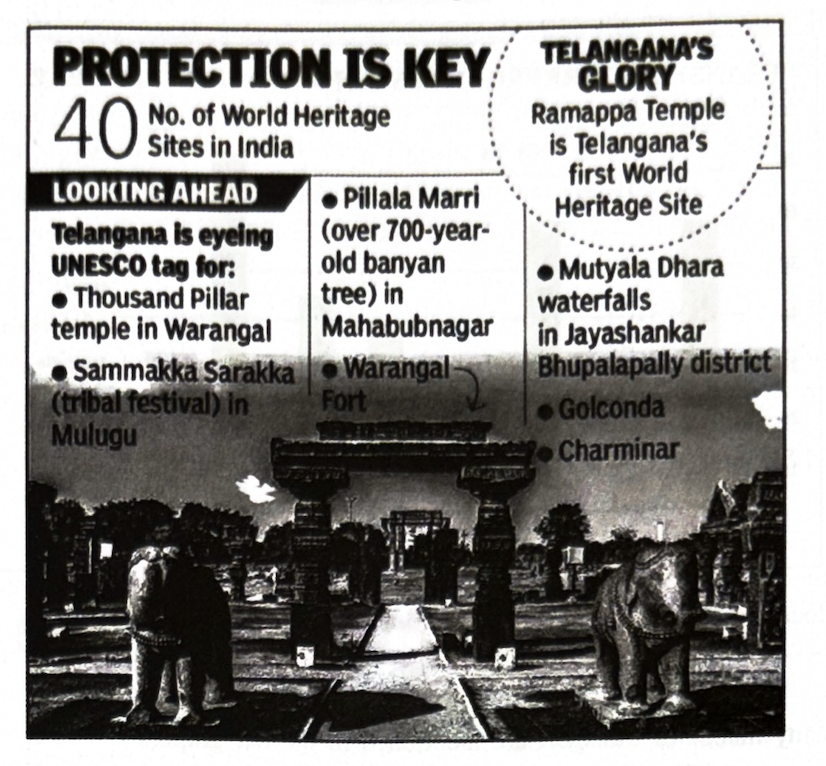 PROTECTION IS KEY
40 No. of World Heritage
Sites in India
TELANGANA'S
GLORY
Ramappa Temple
is Telangana's
first World
Heritage Site
LOOKING AHEAD
Telangana is eyeing
UNESCO tag for:
● Thousand Pillar
temple in Warangal
● Sammakka Sarakka
(tribal festival) in
Mulugu
● Pillala Marri
(over 700-year-
old banyan
tree) in
Mahabubnagar
● Warangal
Fort
● Mutyala Dhara
waterfalls
in Jayashankar
Bhupalapally district
● Golconda
● Charminar